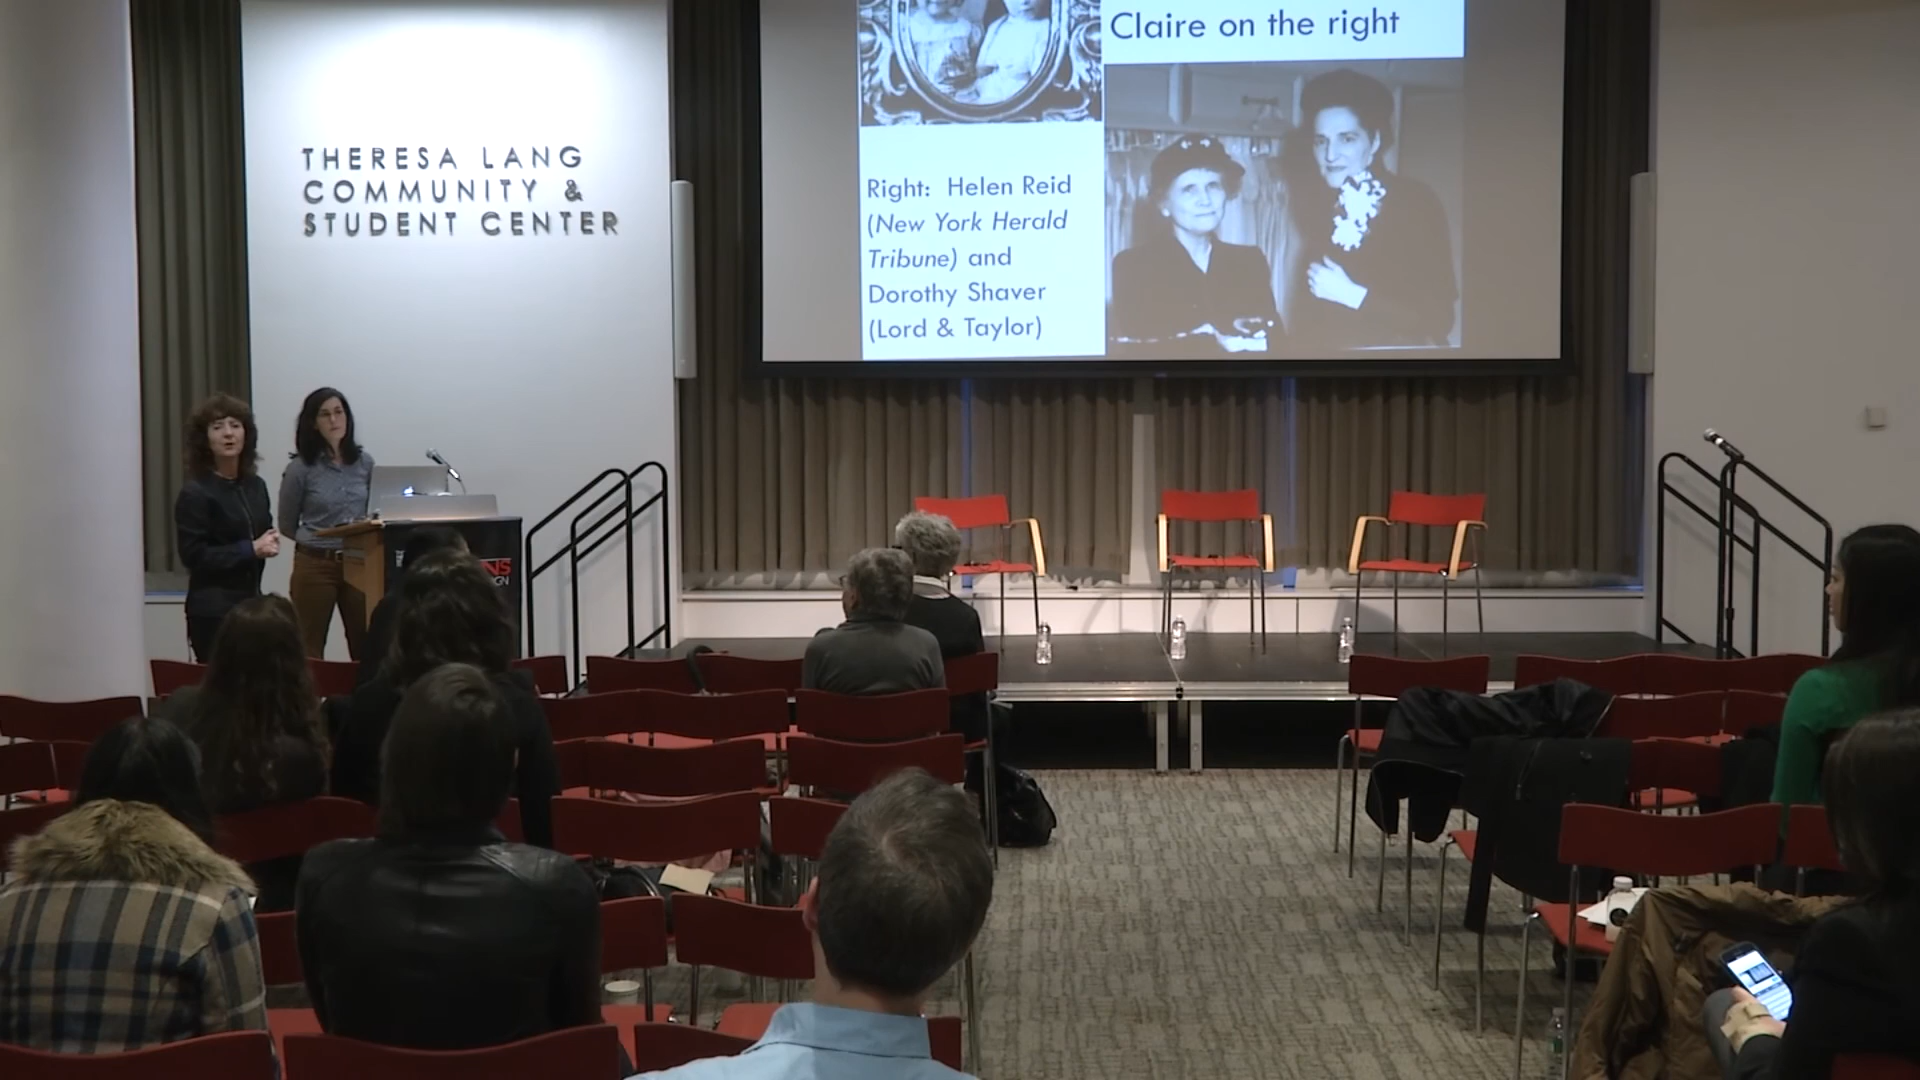 THERESA LANG
COMMUNITY &
STUDENT CENTER
Claire on the right
Right: Helen Reid
(New York Herald
Tribune) and
Dorothy Shaver
(Lord & Taylor)